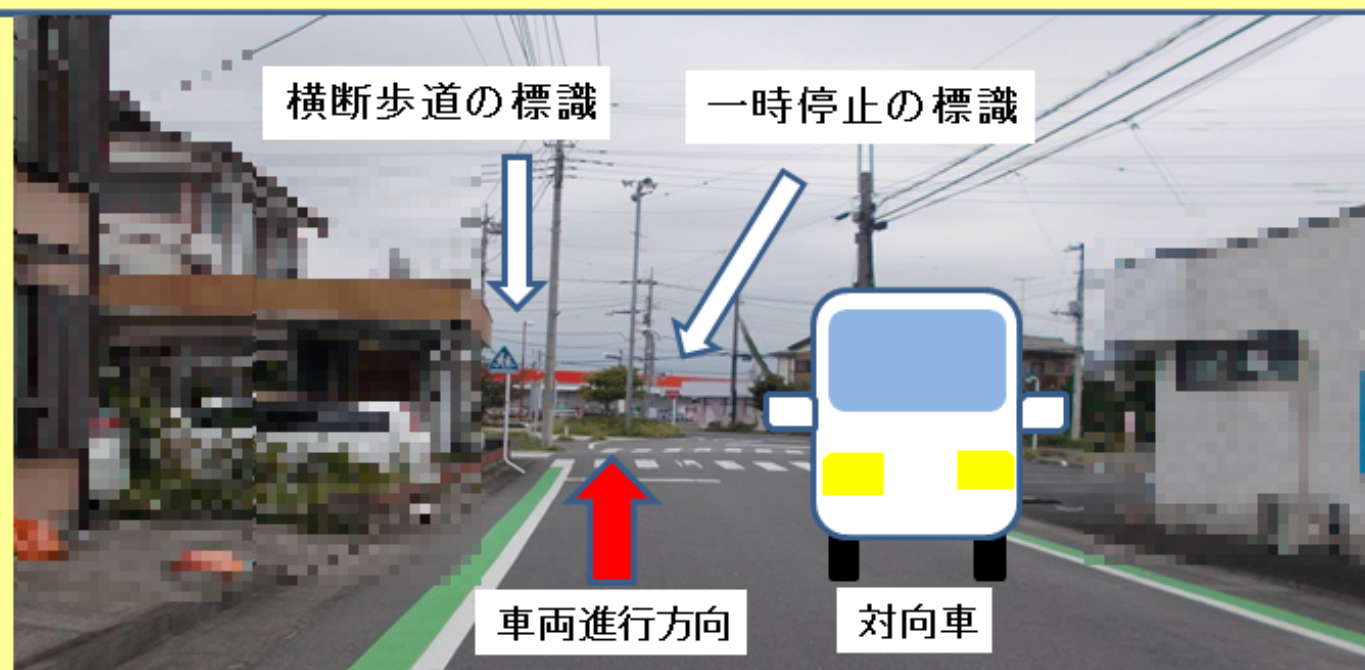 横断歩道の標識
一時停止の標識
車両進行方向
対向車